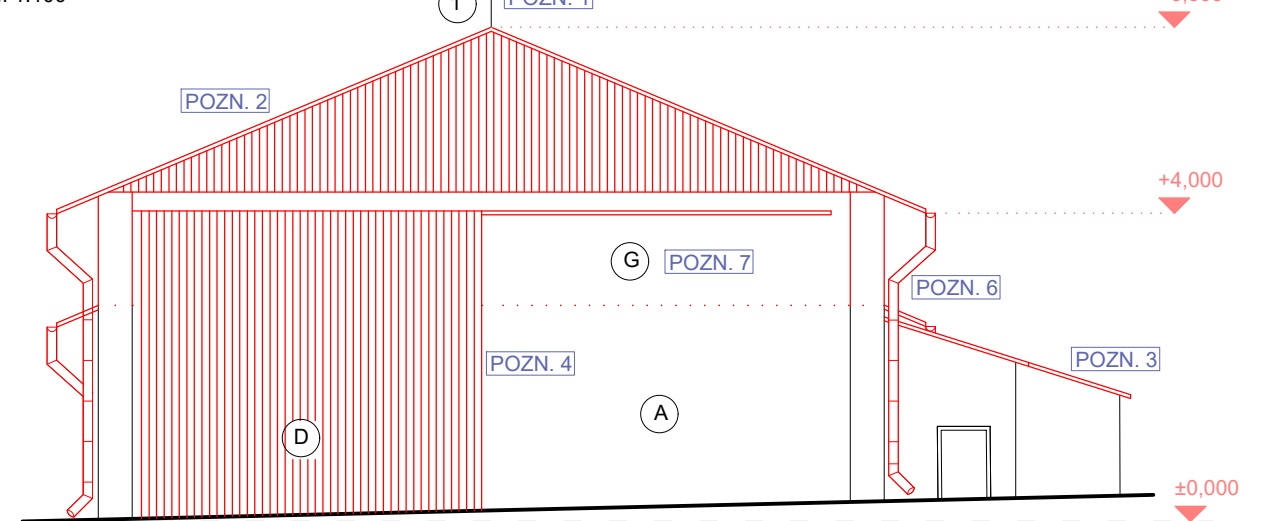 POZN. 2
+4,000
G
POZN. 7
POZN. 6
POZN. 4
POZN. 3
A
D
±0,000